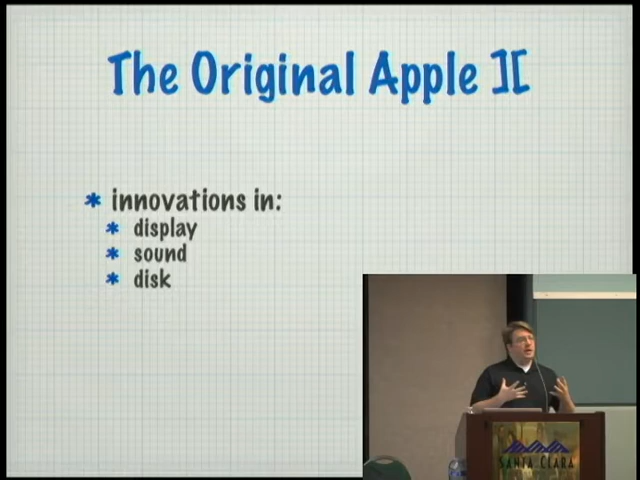 The Original Apple ][
* innovations in:
* display
* sound
* disk
SANTA CLARA